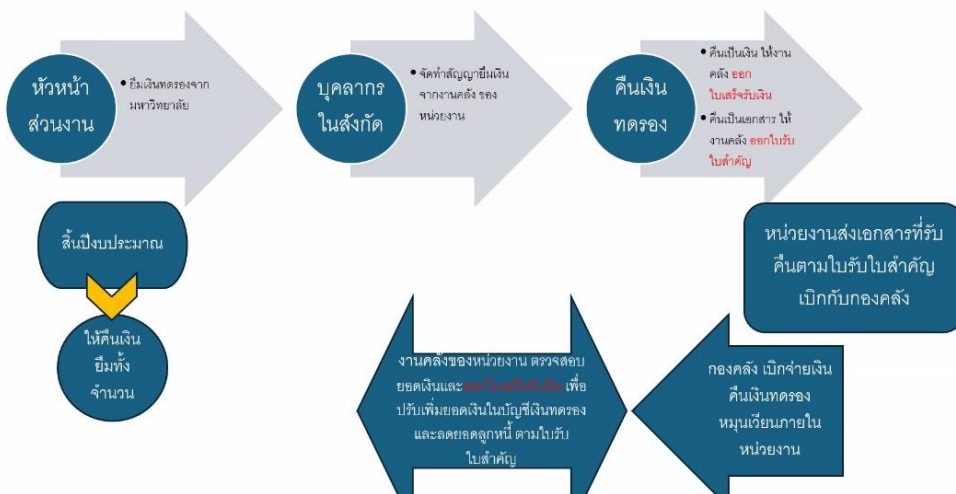 หัวหน้า
ส่วนงาน
• ยืมเงินทดรองจาก
มหาวิทยาลัย
บุคลากร
ในสังกัด
• จัดทำสัญญายืมเงิน
จากงานคลัง ของ
หน่วยงาน
คืนเงิน
ทดรอง
• คืนเป็นเงิน ให้งาน
คลัง ออก
ใบเสร็จรับเงิน
• คืนเป็นเอกสาร ให้
งานคลัง ออกใบรับ
ใบสำคัญ
สิ้นปีงบประมาณ
ให้คืนเงิน
ยืมทั้ง
จำนวน
หน่วยงานส่งเอกสารที่รับ
คืนตามใบรับใบสำคัญ
เบิกกับกองคลัง
กองคลัง เบิกจ่ายเงิน
คืนเงินทดรอง
หมุนเวียนภายใน
หน่วยงาน
งานคลังของหน่วยงาน ตรวจสอบ
ยอดเงินและออกใบเสร็จรับเงิน เพื่อ
ปรับเพิ่มยอดเงินในบัญชีเงินทดรอง
และลดยอดลูกหนี้ ตามใบรับ
ใบสำคัญ